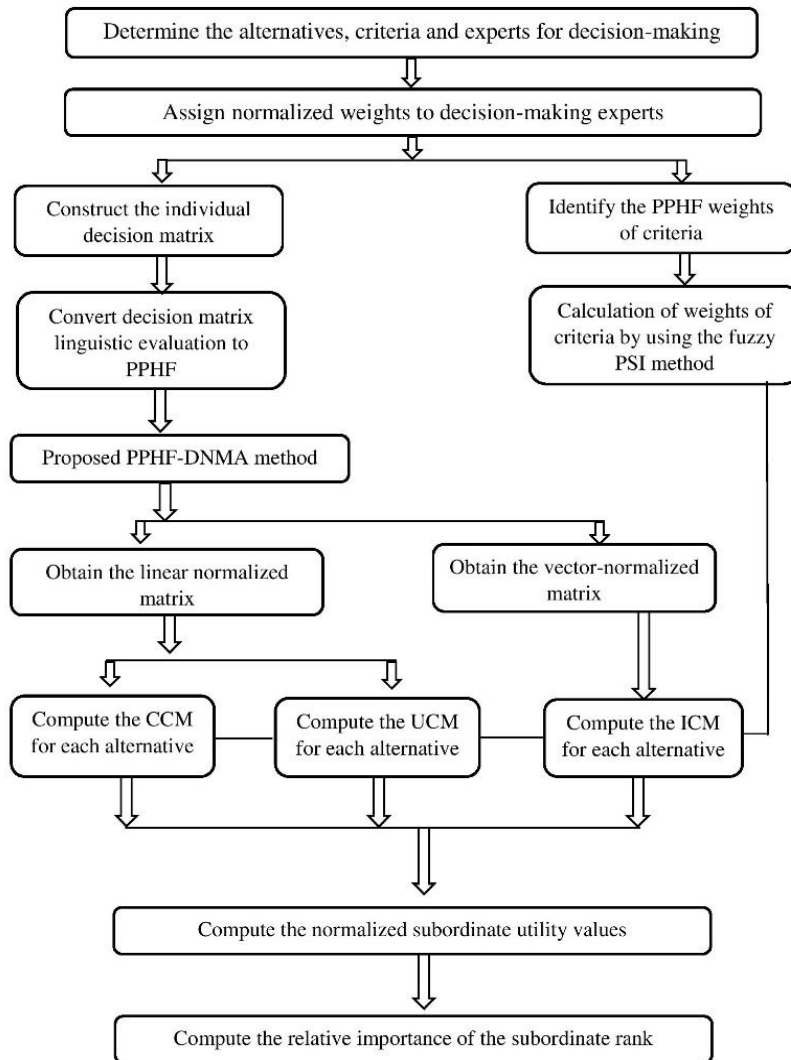 Determine the alternatives, criteria and experts for decision-making
Assign normalized weights to decision-making experts
Construct the individual
decision matrix
Identify the PPHF weights
of criteria
Convert decision matrix
linguistic evaluation to
PPHF
Calculation of weights of
criteria by using the fuzzy
PSI method
Proposed PPHF-DNMA method
Obtain the linear normalized
matrix
Obtain the vector-normalized
matrix
Compute the CCM
for each alternative
Compute the UCM
for each alternative
Compute the ICM
for each alternative
Compute the normalized subordinate utility values
Compute the relative importance of the subordinate rank